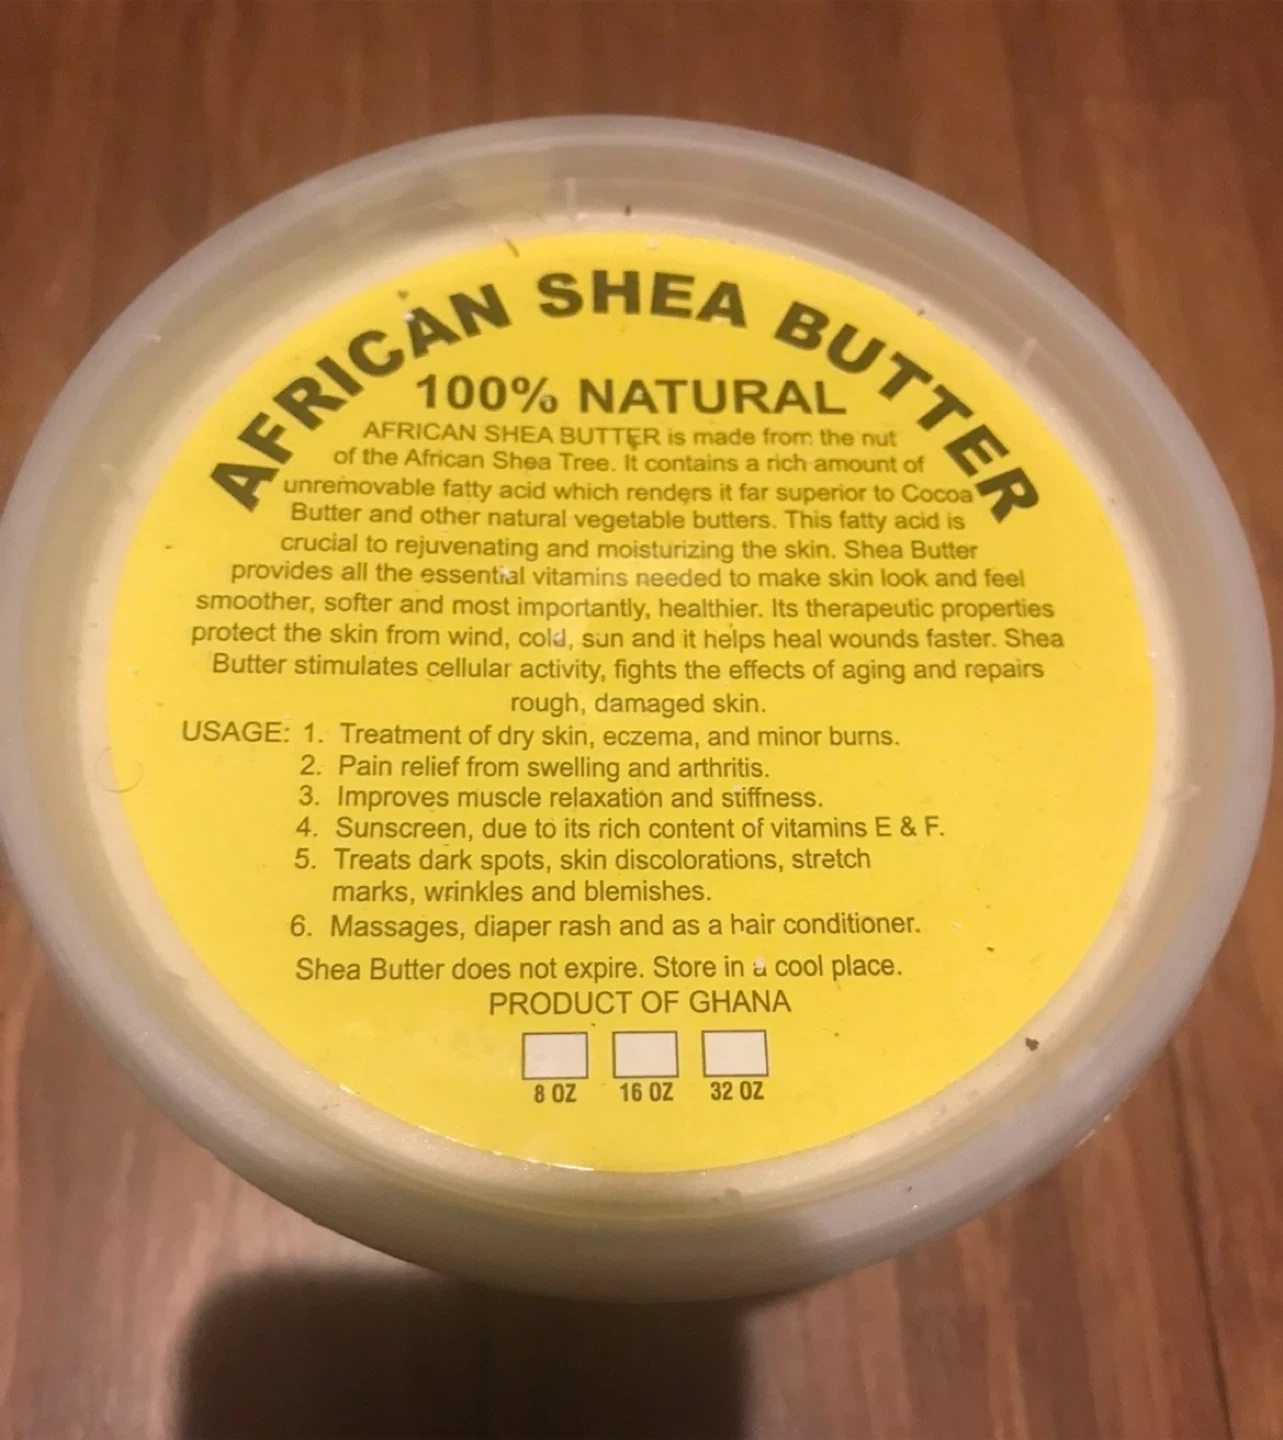 AFRICAN SHEA BUTTER
100% NATURAL
AFRICAN SHEA BUTTER is made from the nut
of the African Shea Tree. It contains a rich amount of
unremovable fatty acid which renders it far superior to Cocoa
Butter and other natural vegetable butters. This fatty acid is
crucial to rejuvenating and moisturizing the skin. Shea Butter
provides all the essential vitamins needed to make skin look and feel
smoother, softer and most importantly, healthier. Its therapeutic properties
protect the skin from wind, cold, sun and it helps heal wounds faster. Shea
Butter stimulates cellular activity, fights the effects of aging and repairs
rough, damaged skin.
USAGE: 1. Treatment of dry skin, eczema, and minor burns.
2. Pain relief from swelling and arthritis.
3. Improves muscle relaxation and stiffness.
4. Sunscreen, due to its rich content of vitamins E & F.
5. Treats dark spots, skin discolorations, stretch
marks, wrinkles and blemishes.
6. Massages, diaper rash and as a hair conditioner.
Shea Butter does not expire. Store in a cool place.
PRODUCT OF GHANA
8 OZ 16 OZ 32 OZ